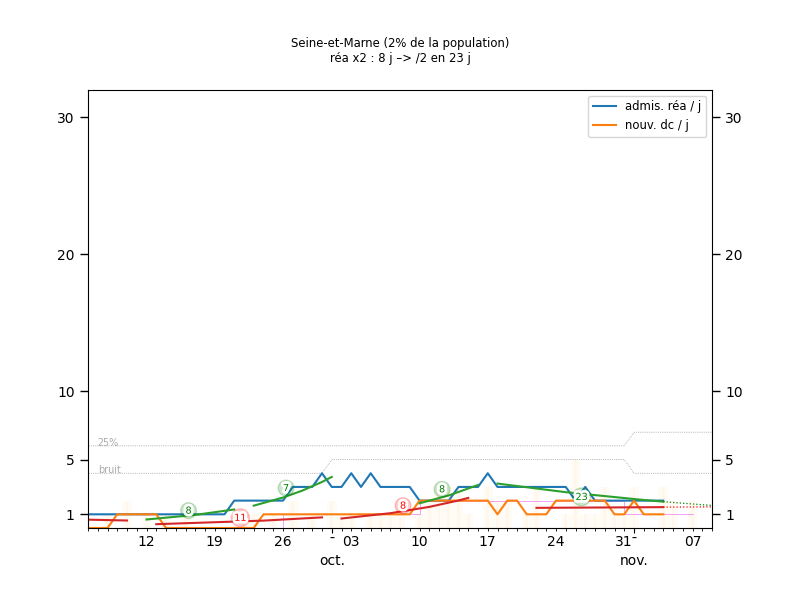 Seine-et-Marne (2% de la population)
réa x2 : 8 j –> /2 en 23 j
admis. réa / j
nouv. dc / j
30 30
20 20
10 10
25%
5 5
bruit
7 8 23
8 11 8
1 1
12 19 26 - 03 10 17 24 31- 07
oct. nov.